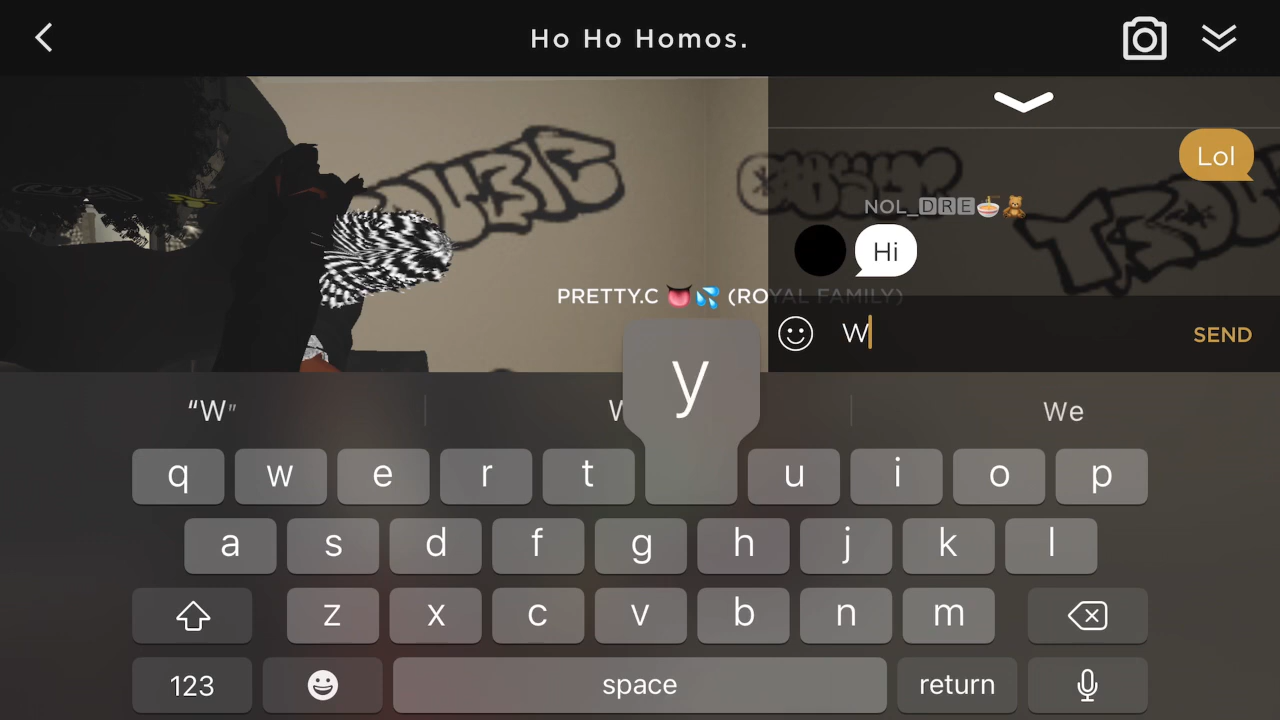 Ho Ho Homos.
Lol
NOL_🄳🅁🄴🍜🧸
Hi
PRETTY.C 👅💦 (ROYAL FAMILY)
W
SEND
“W”
We
y
q w e r t u i o p
a s d f g h j k l
z x c v b n m
123
space
return